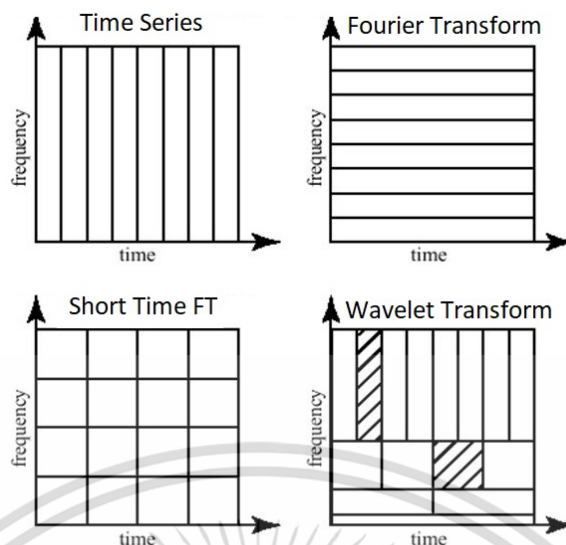 Time Series
frequency
time
Fourier Transform
frequency
time
Short Time FT
frequency
time
Wavelet Transform
frequency
time